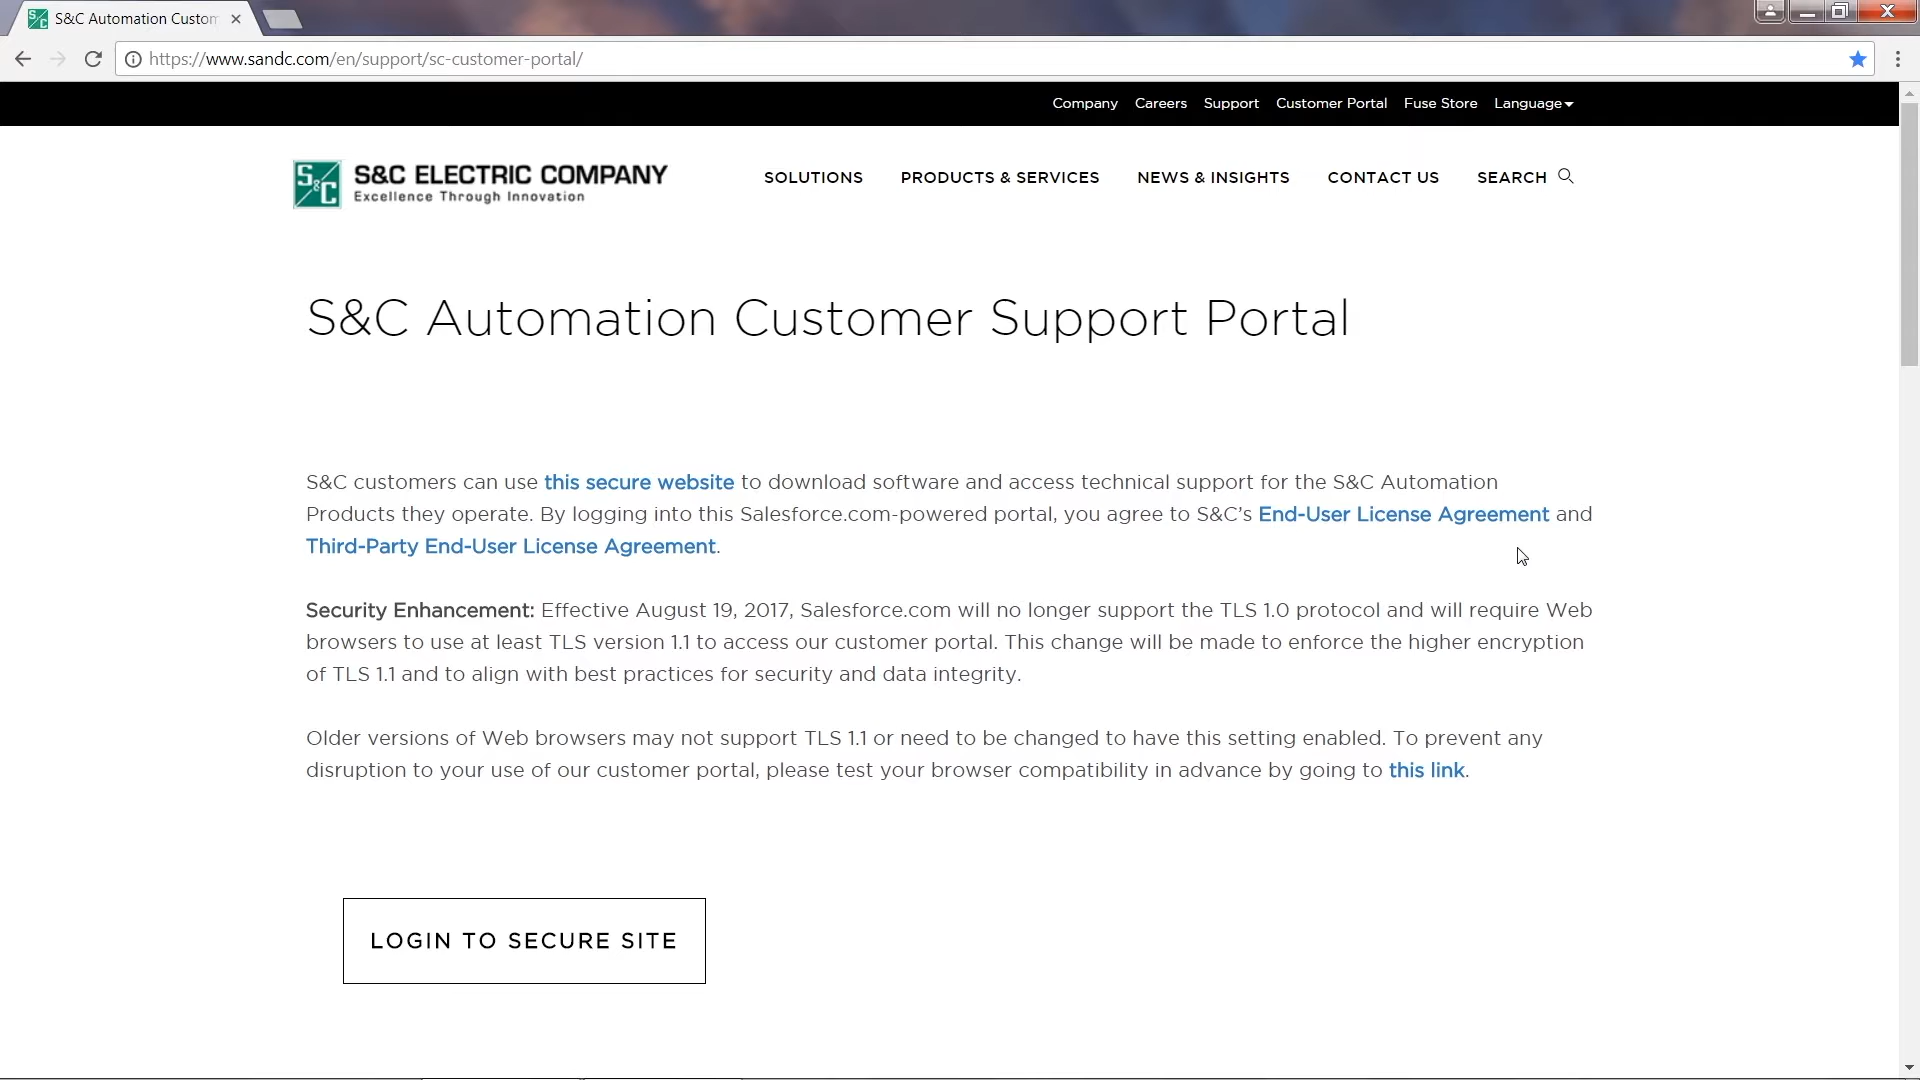 S&C Automation Custom
https://www.sandc.com/en/support/sc-customer-portal/
Company Careers Support Customer Portal Fuse Store Language
S&C S&C ELECTRIC COMPANY
Excellence Through Innovation
SOLUTIONS PRODUCTS & SERVICES NEWS & INSIGHTS CONTACT US SEARCH
S&C Automation Customer Support Portal
S&C customers can use this secure website to download software and access technical support for the S&C Automation
Products they operate. By logging into this Salesforce.com-powered portal, you agree to S&C’s End-User License Agreement and
Third-Party End-User License Agreement.
Security Enhancement: Effective August 19, 2017, Salesforce.com will no longer support the TLS 1.0 protocol and will require Web
browsers to use at least TLS version 1.1 to access our customer portal. This change will be made to enforce the higher encryption
of TLS 1.1 and to align with best practices for security and data integrity.
Older versions of Web browsers may not support TLS 1.1 or need to be changed to have this setting enabled. To prevent any
disruption to your use of our customer portal, please test your browser compatibility in advance by going to this link.
LOGIN TO SECURE SITE